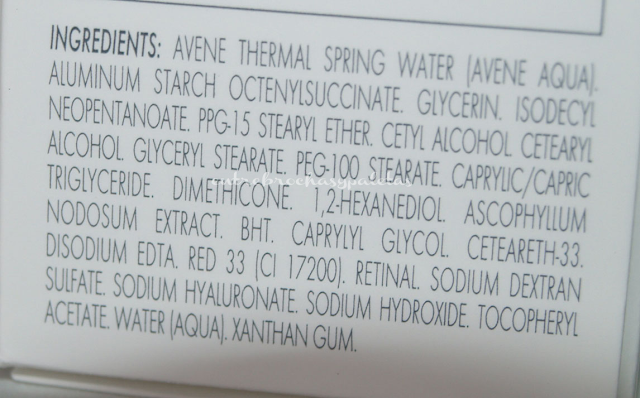 INGREDIENTS: AVENE THERMAL SPRING WATER (AVENE AQUA).
ALUMINUM STARCH OCTENYLSUCCINATE. GLYCERIN. ISODECYL
NEOPENTANOATE. PPG-15 STEARYL ETHER. CETYL ALCOHOL. CETEARYL
ALCOHOL. GLYCERYL STEARATE. PEG-100 STEARATE. CAPRYLIC/CAPRIC
TRIGLYCERIDE. DIMETHICONE. 1,2-HEXANEDIOL. ASCOPHYLLUM
NODOSUM EXTRACT. BHT. CAPRYLYL GLYCOL. CETEARETH-33.
DISODIUM EDTA. RED 33 (CI 17200). RETINAL. SODIUM DEXTRAN
SULFATE. SODIUM HYALURONATE. SODIUM HYDROXIDE. TOCOPHERYL
ACETATE. WATER (AQUA). XANTHAN GUM.